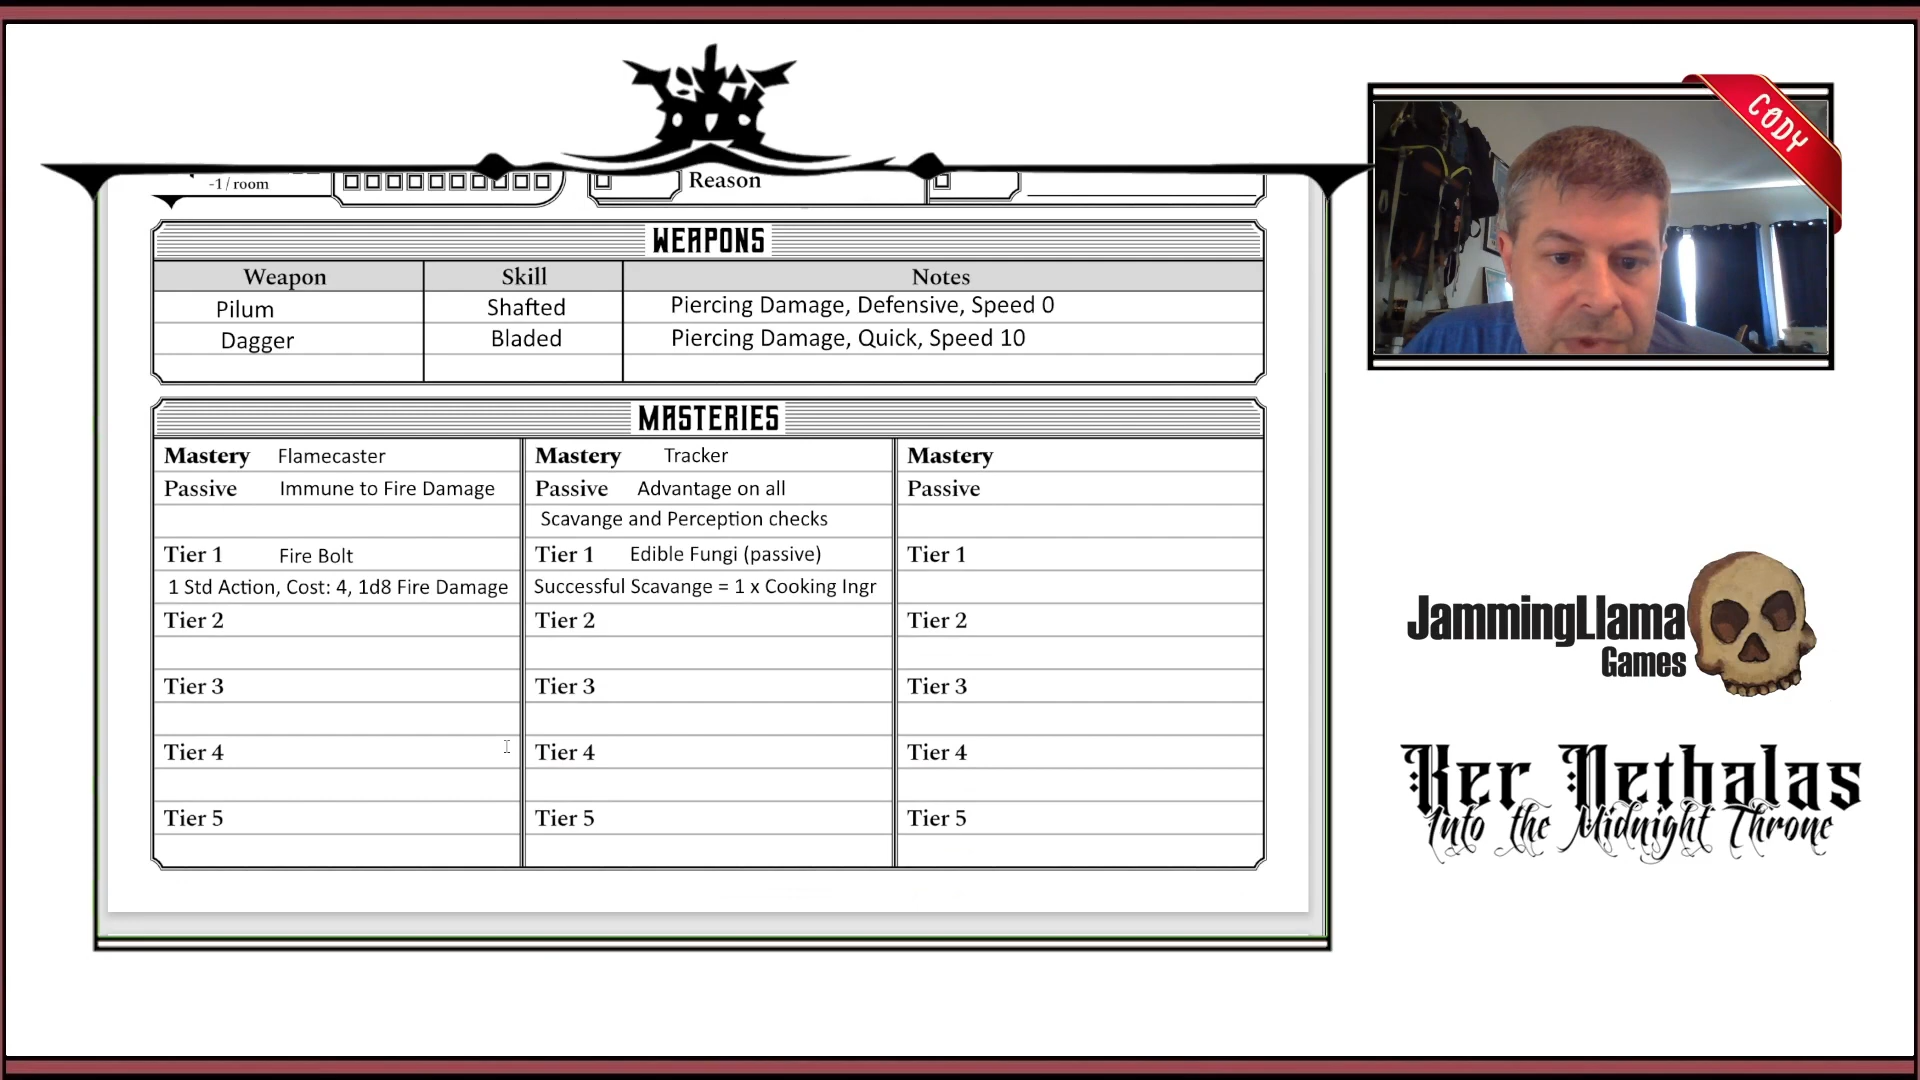 -1 / room
Reason
WEAPONS
Weapon Skill Notes
Pilum Shafted Piercing Damage, Defensive, Speed 0
Dagger Bladed Piercing Damage, Quick, Speed 10
MASTERIES
Mastery Flamecaster
Passive Immune to Fire Damage
Tier 1 Fire Bolt
1 Std Action, Cost: 4, 1d8 Fire Damage
Tier 2
Tier 3
Tier 4
Tier 5
Mastery Tracker
Passive Advantage on all
Scavange and Perception checks
Tier 1 Edible Fungi (passive)
Successful Scavange = 1 x Cooking Ingr
Tier 2
Tier 3
Tier 4
Tier 5
Mastery
Passive
Tier 1
Tier 2
Tier 3
Tier 4
Tier 5
CODY
JammingLlama
Games
Ker Nethalas
Into the Midnight Throne